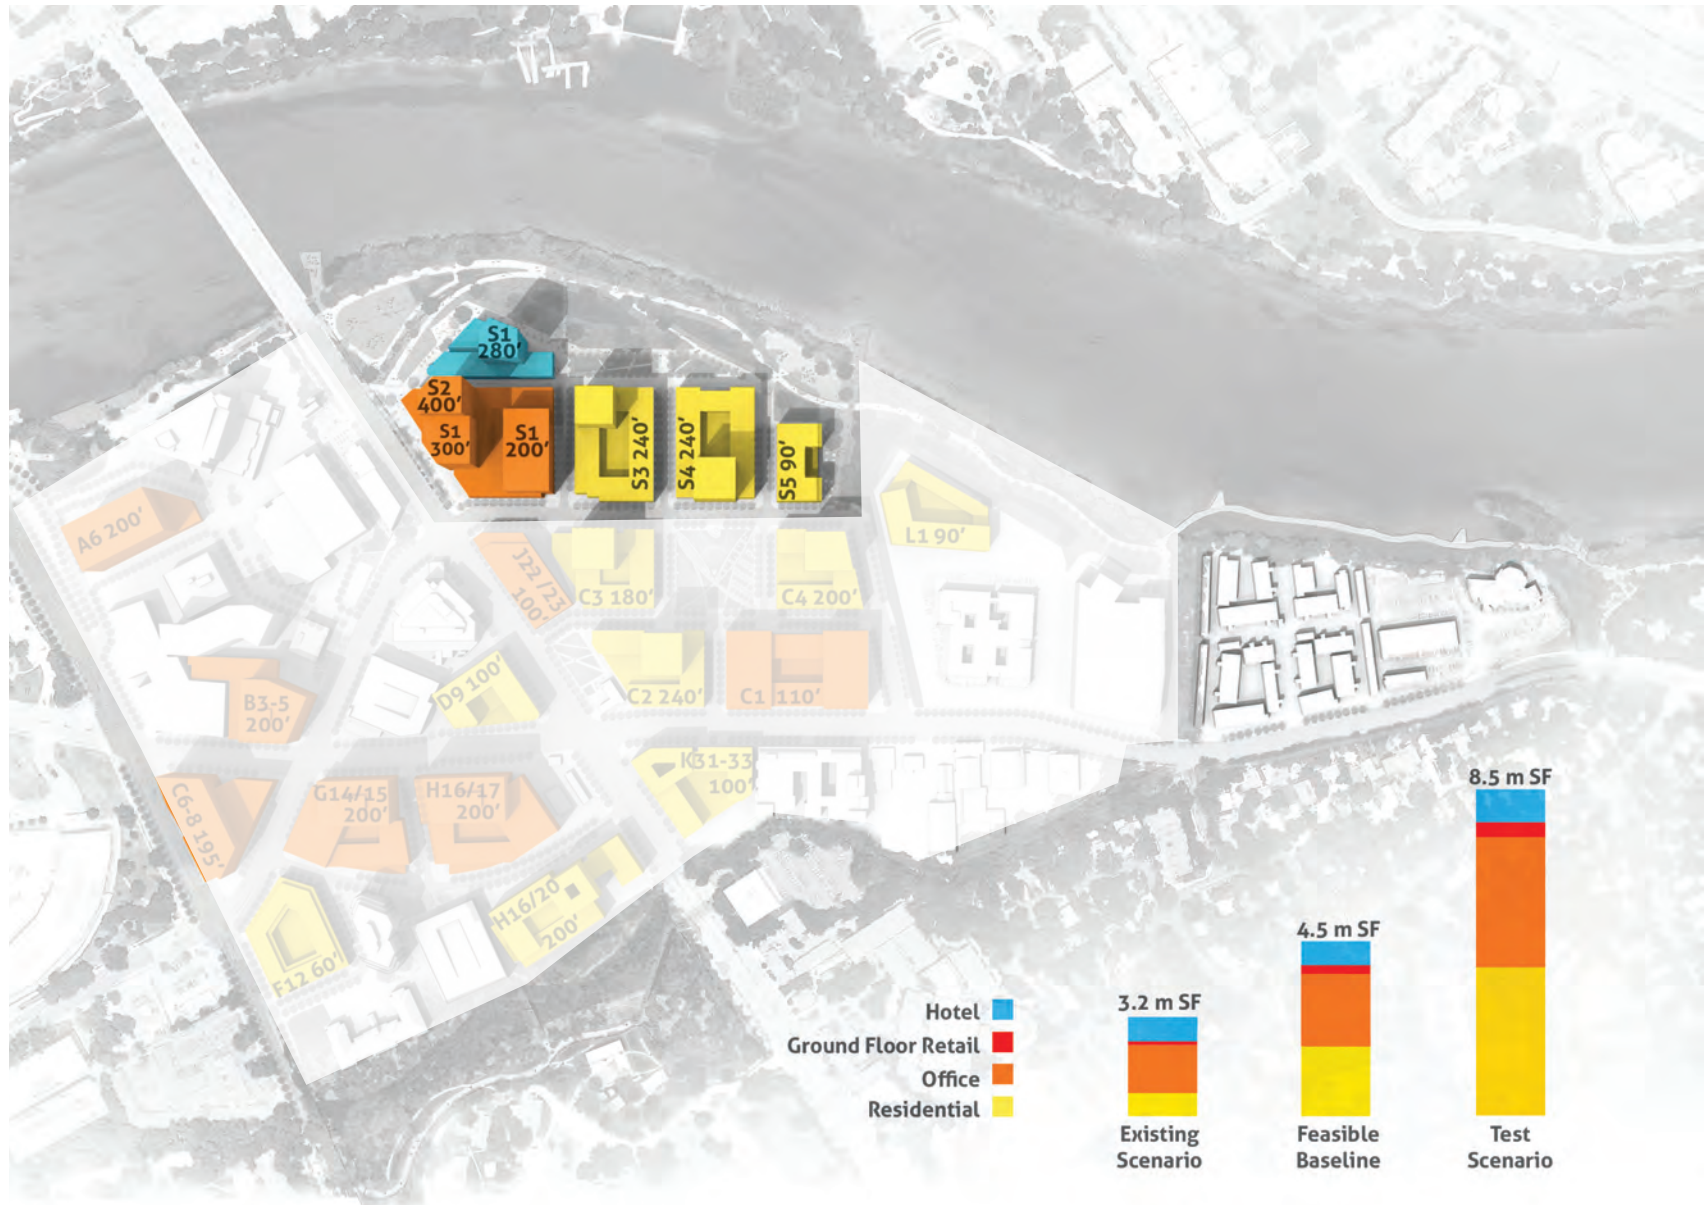 S1
280’
S2
400’
S1
300’
S1
200’
S3 240’
S4 240’
S5 90’
A6 200’
L1 90’
J22 /23
100’
C3 180’
C4 200’
D9 100’
C2 240’
C1 110’
B3-5
200’
K31-33
100’
C6-8 195’
G14/15
200’
H16/17
200’
H16/20
200’
F12 60’
8.5 m SF
4.5 m SF
3.2 m SF
Hotel
Ground Floor Retail
Office
Residential
Existing
Scenario
Feasible
Baseline
Test
Scenario